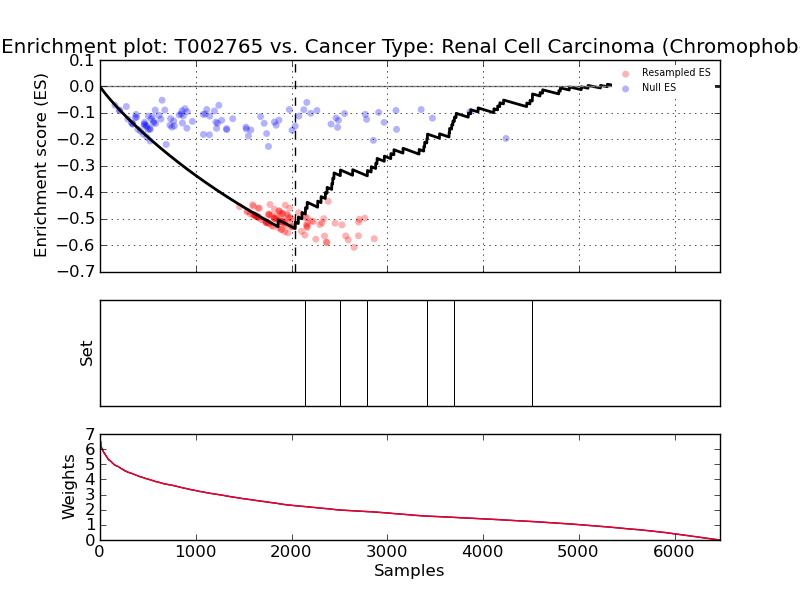 Enrichment plot: T002765 vs. Cancer Type: Renal Cell Carcinoma (Chromophob
0.1
0.0
−0.1
−0.2
−0.3
−0.4
−0.5
−0.6
−0.7
Enrichment score (ES)
Resampled ES
Null ES
Set
7
6
5
4
3
2
1
0
Weights
0 1000 2000 3000 4000 5000 6000
Samples